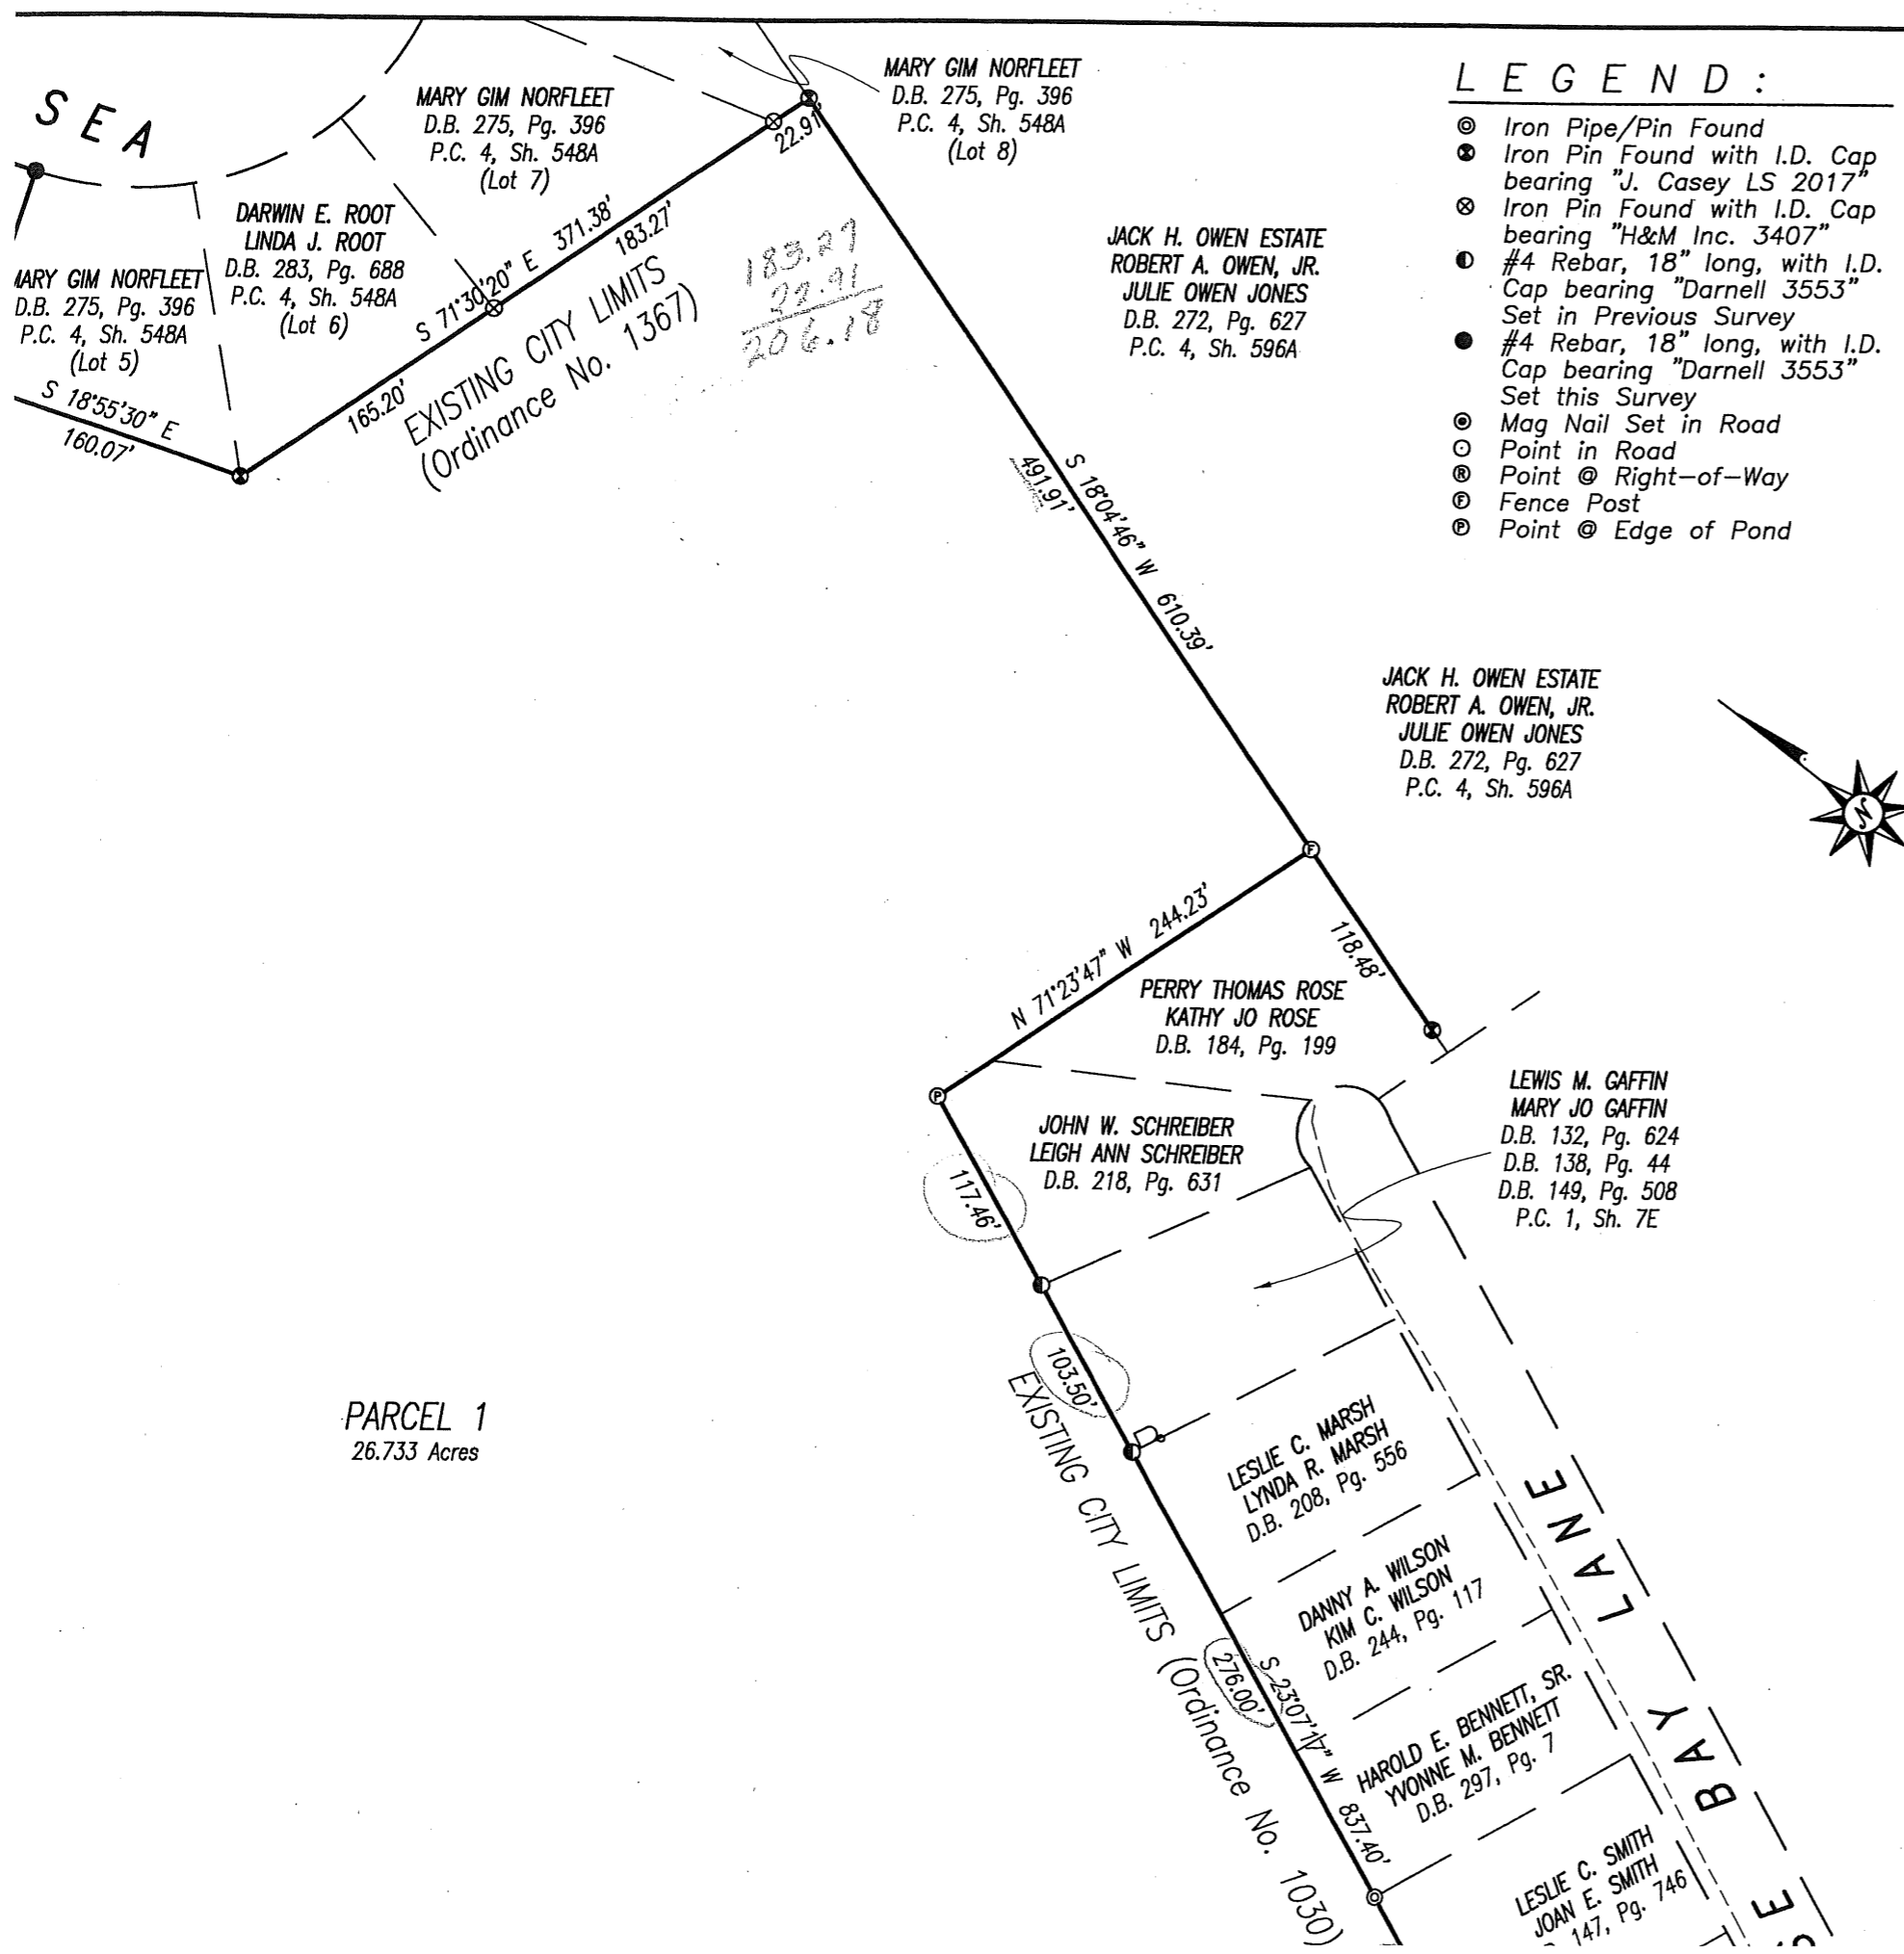 SEA
MARY GIM NORFLEET
D.B. 275, Pg. 396
P.C. 4, Sh. 548A
(Lot 7)
MARY GIM NORFLEET
D.B. 275, Pg. 396
P.C. 4, Sh. 548A
(Lot 8)
DARWIN E. ROOT
LINDA J. ROOT
D.B. 283, Pg. 688
P.C. 4, Sh. 548A
(Lot 6)
MARY GIM NORFLEET
D.B. 275, Pg. 396
P.C. 4, Sh. 548A
(Lot 5)
S 18°55'30" E
160.07'
S 71°30'20" E 371.38'
22.91'
183.27'
165.20'
EXISTING CITY LIMITS
(Ordinance No. 1367)
183.27
22.91
206.18
JACK H. OWEN ESTATE
ROBERT A. OWEN, JR.
JULIE OWEN JONES
D.B. 272, Pg. 627
P.C. 4, Sh. 596A
LEGEND:
Iron Pipe/Pin Found
Iron Pin Found with I.D. Cap
bearing "J. Casey LS 2017"
Iron Pin Found with I.D. Cap
bearing "H&M Inc. 3407"
#4 Rebar, 18" long, with I.D.
Cap bearing "Darnell 3553"
Set in Previous Survey
#4 Rebar, 18" long, with I.D.
Cap bearing "Darnell 3553"
Set this Survey
Mag Nail Set in Road
Point in Road
R Point @ Right-of-Way
F Fence Post
P Point @ Edge of Pond
491.91'
S 18°04'46" W 610.39'
JACK H. OWEN ESTATE
ROBERT A. OWEN, JR.
JULIE OWEN JONES
D.B. 272, Pg. 627
P.C. 4, Sh. 596A
N
F
N 71°23'47" W 244.23'
118.48'
PERRY THOMAS ROSE
KATHY JO ROSE
D.B. 184, Pg. 199
P
JOHN W. SCHREIBER
LEIGH ANN SCHREIBER
D.B. 218, Pg. 631
LEWIS M. GAFFIN
MARY JO GAFFIN
D.B. 132, Pg. 624
D.B. 138, Pg. 44
D.B. 149, Pg. 508
P.C. 1, Sh. 7E
117.46'
103.50'
PARCEL 1
26.733 Acres
EXISTING CITY LIMITS (Ordinance No. 1030)
276.00'
S 23°07'17" W 837.40'
LESLIE C. MARSH
LYNDA R. MARSH
D.B. 208, Pg. 556
DANNY A. WILSON
KIM C. WILSON
D.B. 244, Pg. 117
HAROLD E. BENNETT, SR.
YVONNE M. BENNETT
D.B. 297, Pg. 7
LESLIE C. SMITH
JOAN E. SMITH
147, Pg. 746
BAY LANE